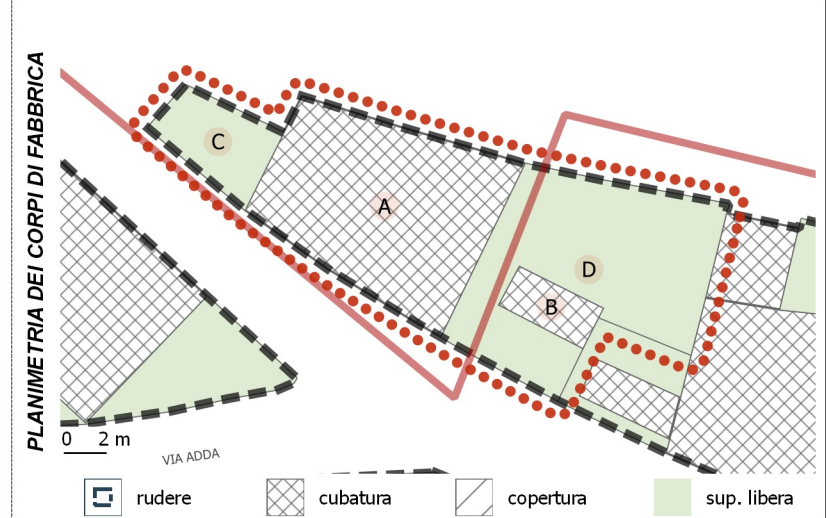 PLANIMETRIA DEI CORPI DI FABBRICA
C
A
D
B
0 2 m
VIA ADDA
rudere
cubatura
copertura
sup. libera